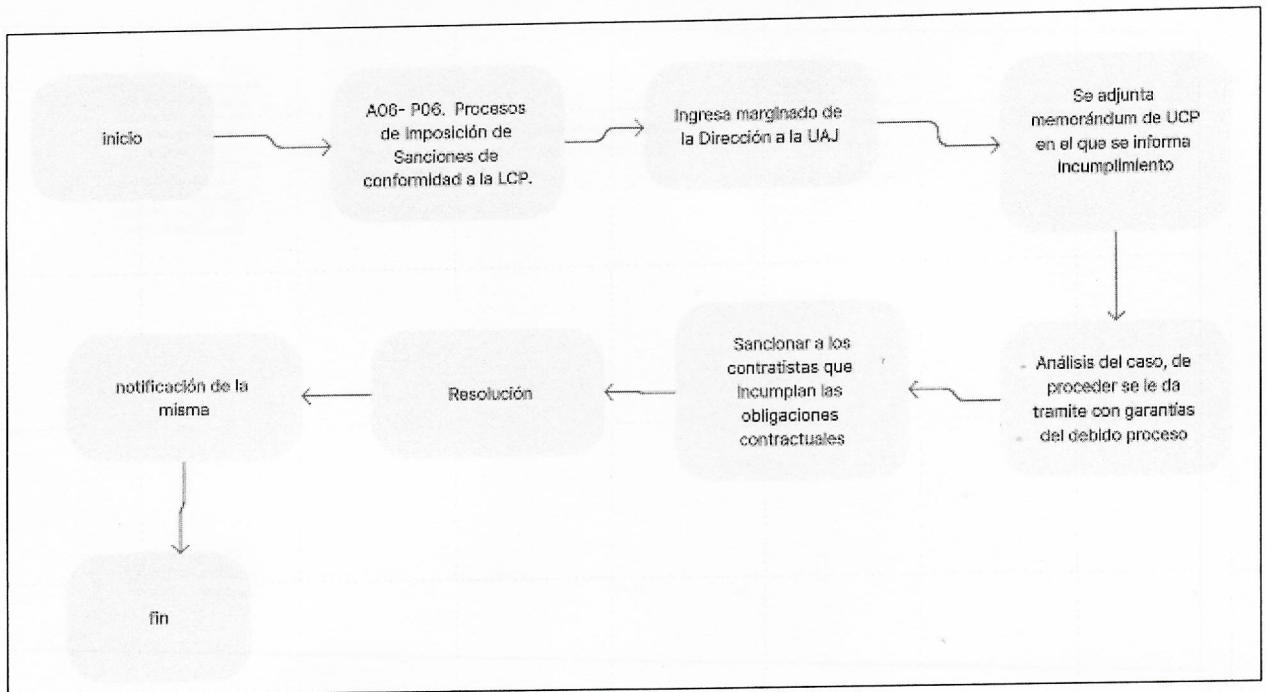 inicio
A06- P06. Procesos
de Imposición de
Sanciones de
conformidad a la LCP.
Ingresa marginado de
la Dirección a la UAJ
Se adjunta
memorándum de UCP
en el que se informa
incumplimiento
Análisis del caso, de
proceder se le da
tramite con garantías
del debido proceso
Sancionar a los
contratistas que
incumplan las
obligaciones
contractuales
Resolución
notificación de la
misma
fin